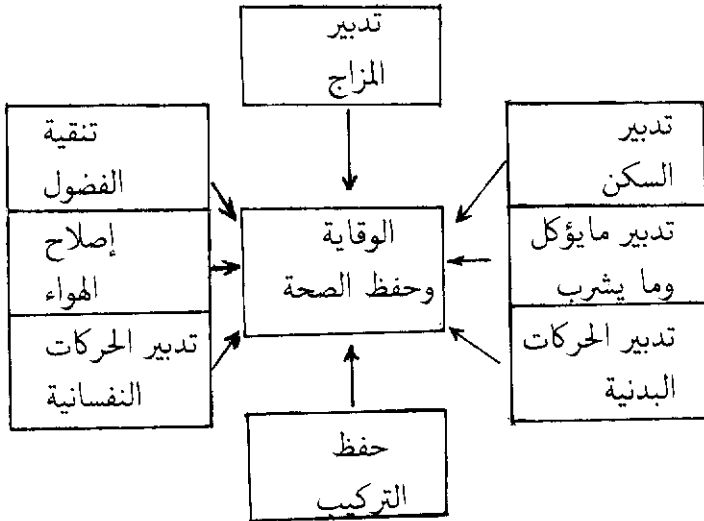 تدبير
المزاج
تدبير
السكن
تدبير مايؤكل
وما يشرب
تدبير الحركات
البدنية
الوقاية
وحفظ الصحة
تنقية
الفضول
إصلاح
الهواء
تدبير الحركات
النفسانية
حفظ
التركيب